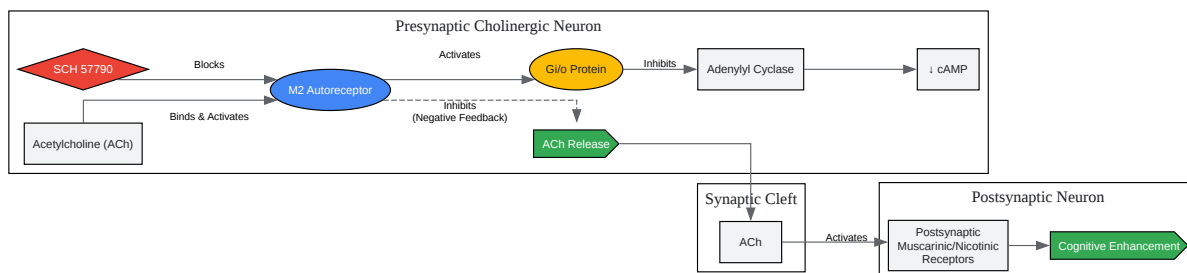 Presynaptic Cholinergic Neuron
SCH 57790
Blocks
M2 Autoreceptor
Activates
Gi/o Protein
Inhibits
Adenylyl Cyclase
↓ cAMP
Acetylcholine (ACh)
Binds & Activates
Inhibits
(Negative Feedback)
ACh Release
Synaptic Cleft
ACh
Activates
Postsynaptic Neuron
Postsynaptic
Muscarinic/Nicotinic
Receptors
Cognitive Enhancement